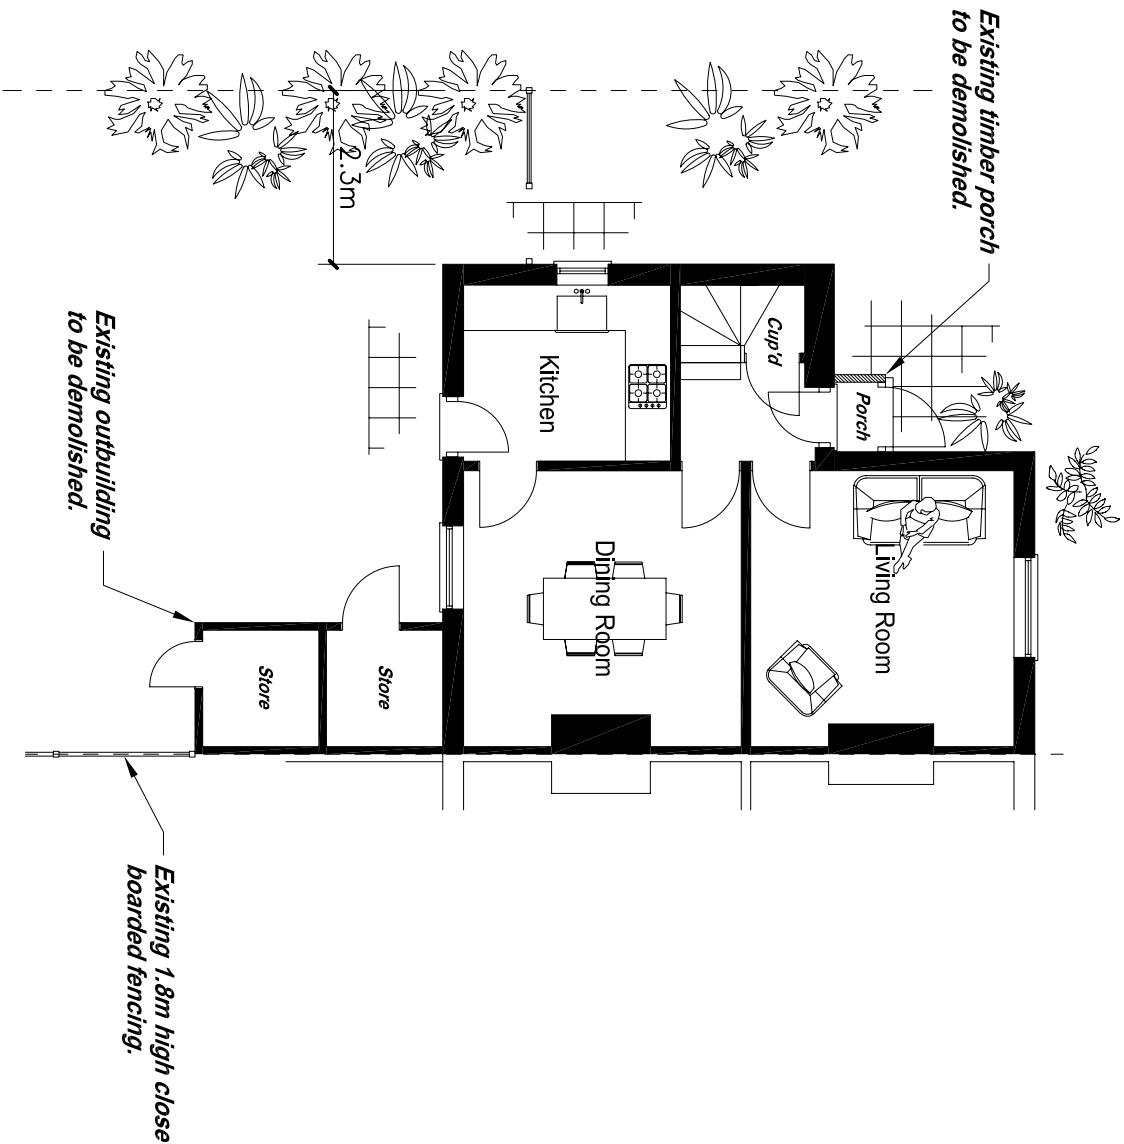 Existing timber porch
to be demolished.
2.3m
Cup'd
Porch
Kitchen
Living Room
Dining Room
Existing outbuilding
to be demolished.
Store
Store
Existing 1.8m high close
boarded fencing.